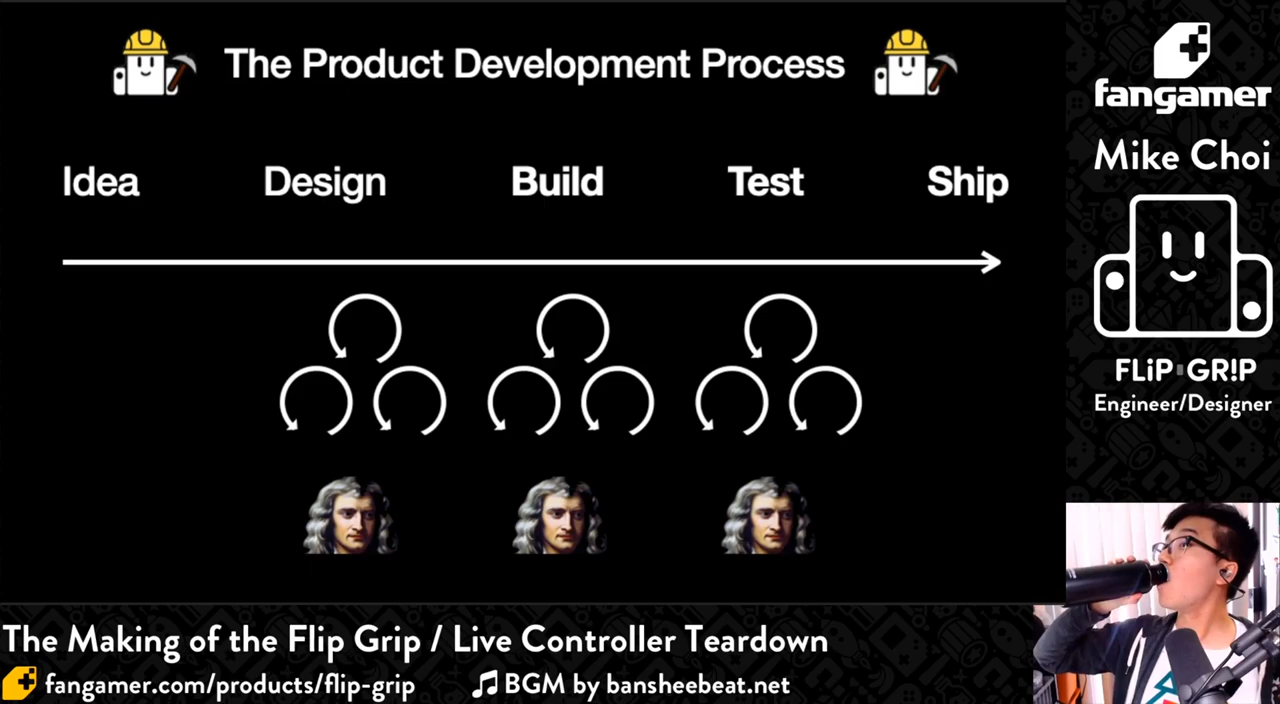 The Product Development Process
Idea
Design
Build
Test
Ship
fangamer
Mike Choi
FLiP GR!P
Engineer/Designer
The Making of the Flip Grip / Live Controller Teardown
fangamer.com/products/flip-grip
BGM by bansheebeat.net